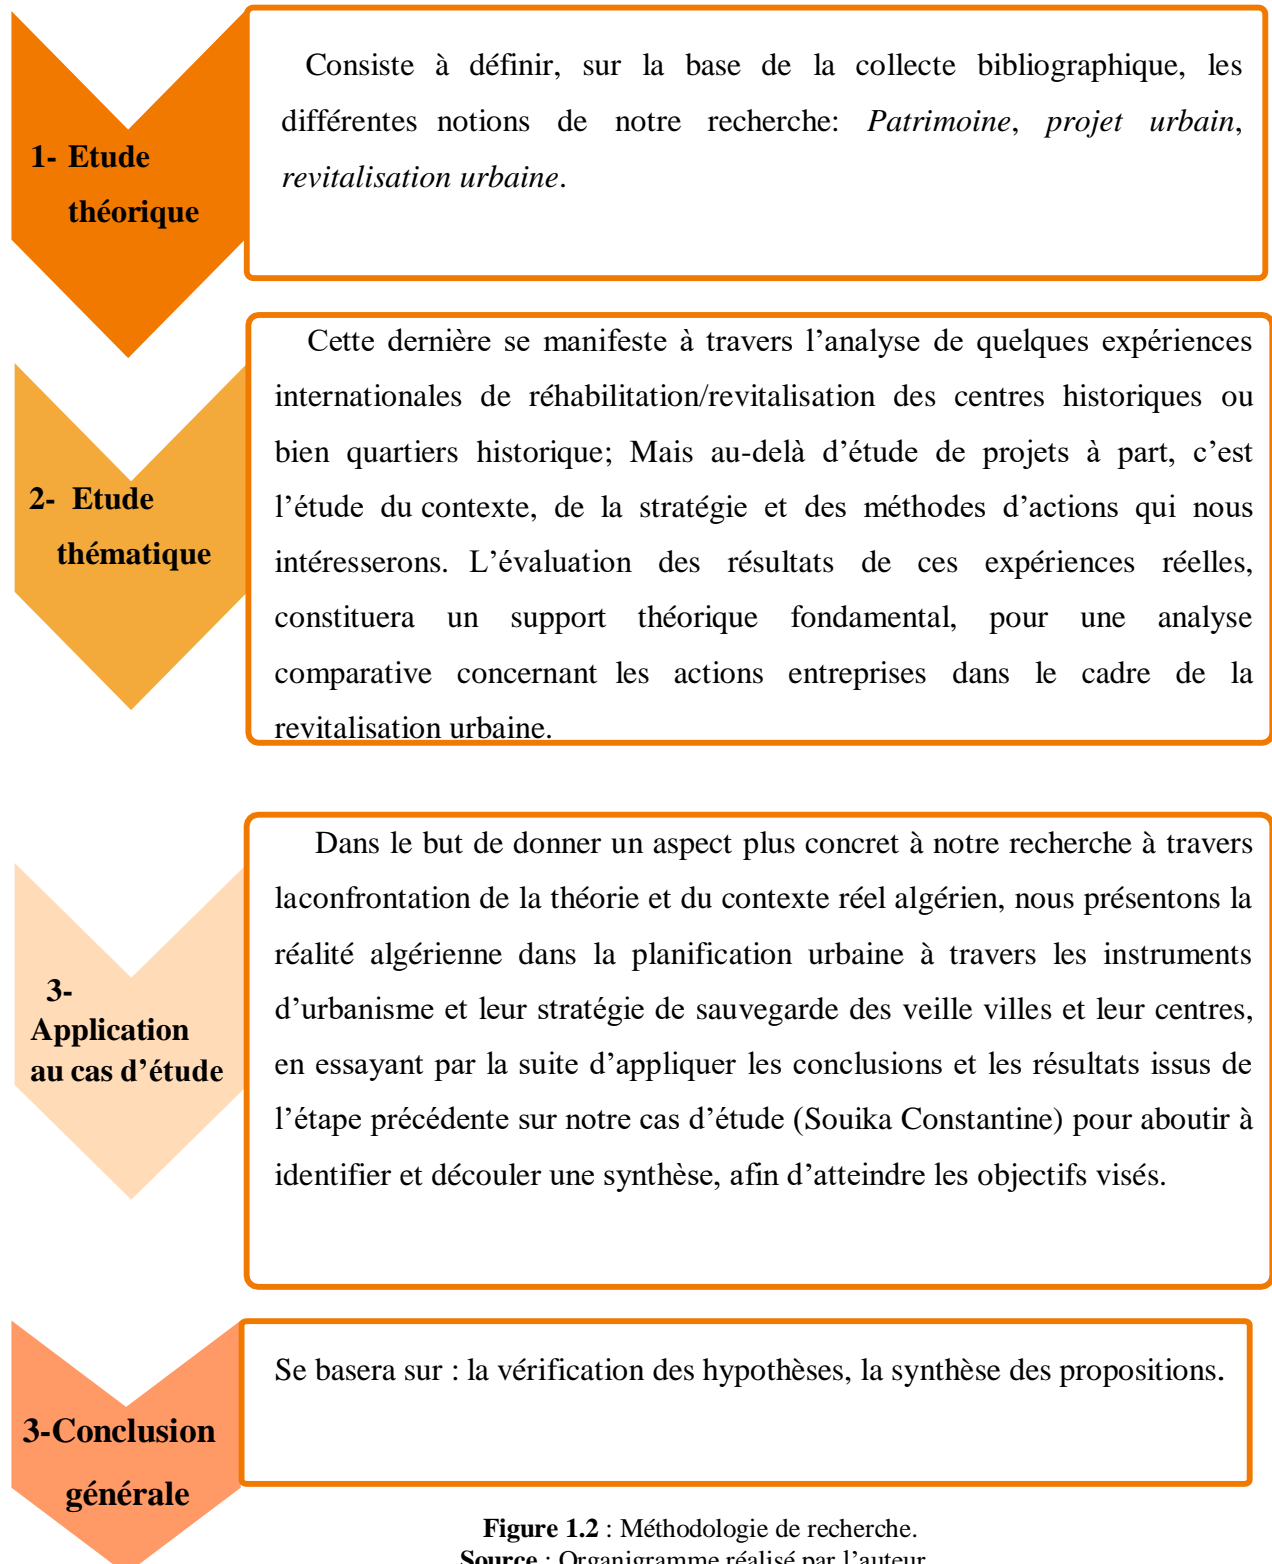 1- Etude
théorique
Consiste à définir, sur la base de la collecte bibliographique, les
différentes notions de notre recherche: Patrimoine, projet urbain,
revitalisation urbaine.
2- Etude
thématique
Cette dernière se manifeste à travers l’analyse de quelques expériences
internationales de réhabilitation/revitalisation des centres historiques ou
bien quartiers historique; Mais au-delà d’étude de projets à part, c’est
l’étude du contexte, de la stratégie et des méthodes d’actions qui nous
intéresserons. L’évaluation des résultats de ces expériences réelles,
constituera un support théorique fondamental, pour une analyse
comparative concernant les actions entreprises dans le cadre de la
revitalisation urbaine.
3-
Application
au cas d’étude
Dans le but de donner un aspect plus concret à notre recherche à travers
laconfrontation de la théorie et du contexte réel algérien, nous présentons la
réalité algérienne dans la planification urbaine à travers les instruments
d’urbanisme et leur stratégie de sauvegarde des veille villes et leur centres,
en essayant par la suite d’appliquer les conclusions et les résultats issus de
l’étape précédente sur notre cas d’étude (Souika Constantine) pour aboutir à
identifier et découler une synthèse, afin d’atteindre les objectifs visés.
3-Conclusion
générale
Se basera sur : la vérification des hypothèses, la synthèse des propositions.
Figure 1.2 : Méthodologie de recherche.
Source : Organigramme réalisé par l’auteur